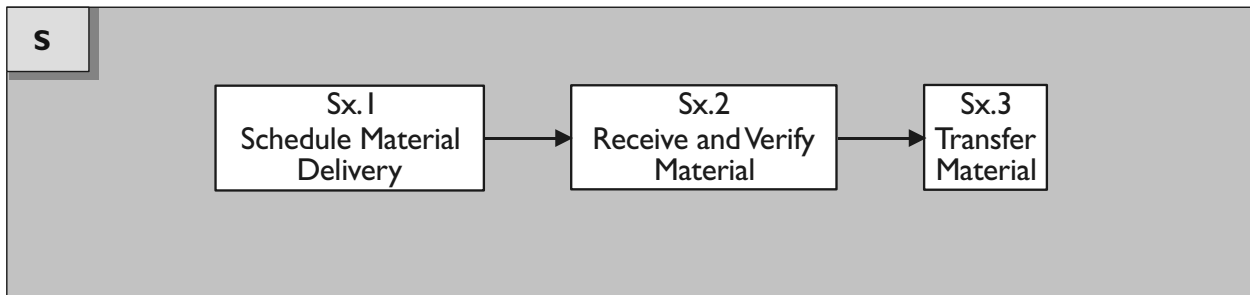 S
Sx.1
Schedule Material
Delivery
Sx.2
Receive and Verify
Material
Sx.3
Transfer
Material